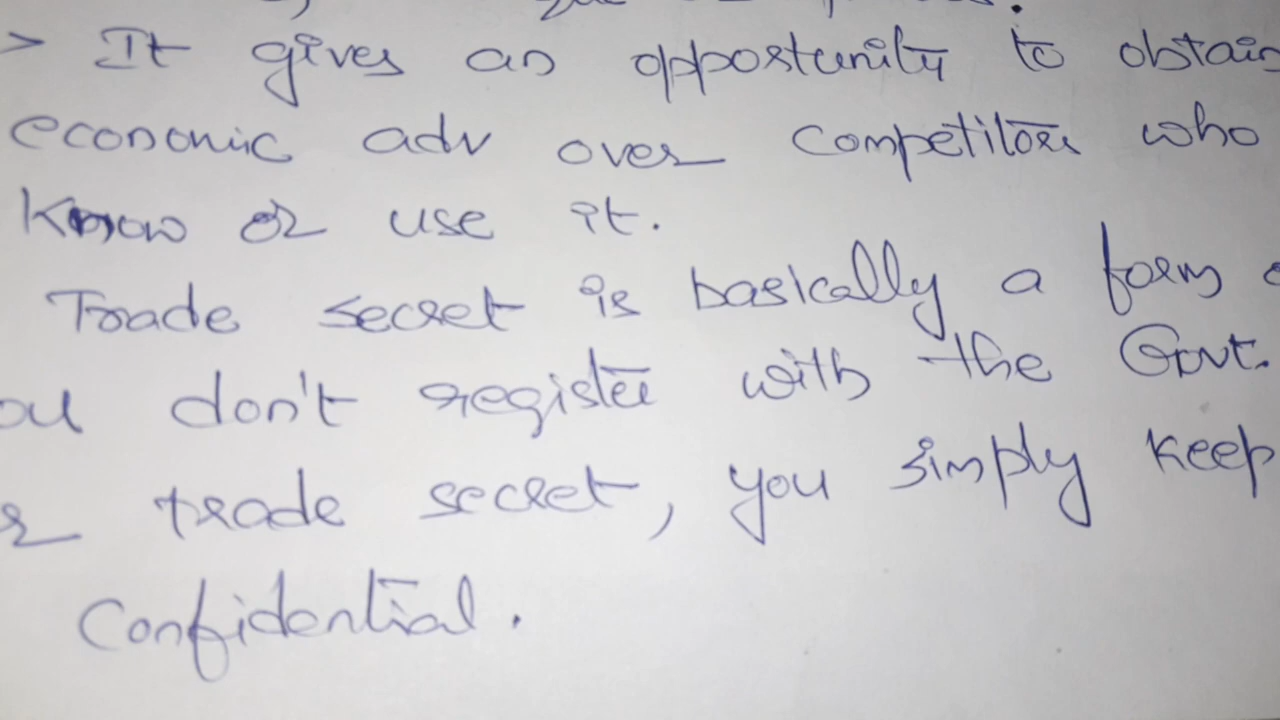 > It gives an opportunity to obtain
economic adv over competitors who
know or use it.
Trade secret is basically a form
ou don't register with the Govt.
r trade secret, you simply keep
Confidential.